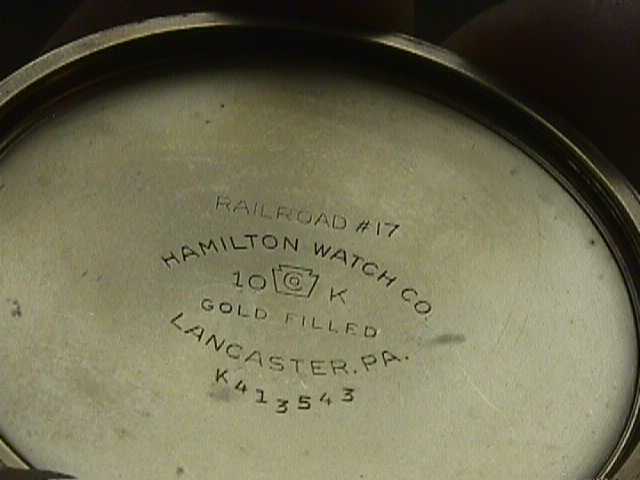 RAILROAD #17
HAMILTON WATCH CO.
10 C K
GOLD FILLED
LANCASTER, PA.
K413543